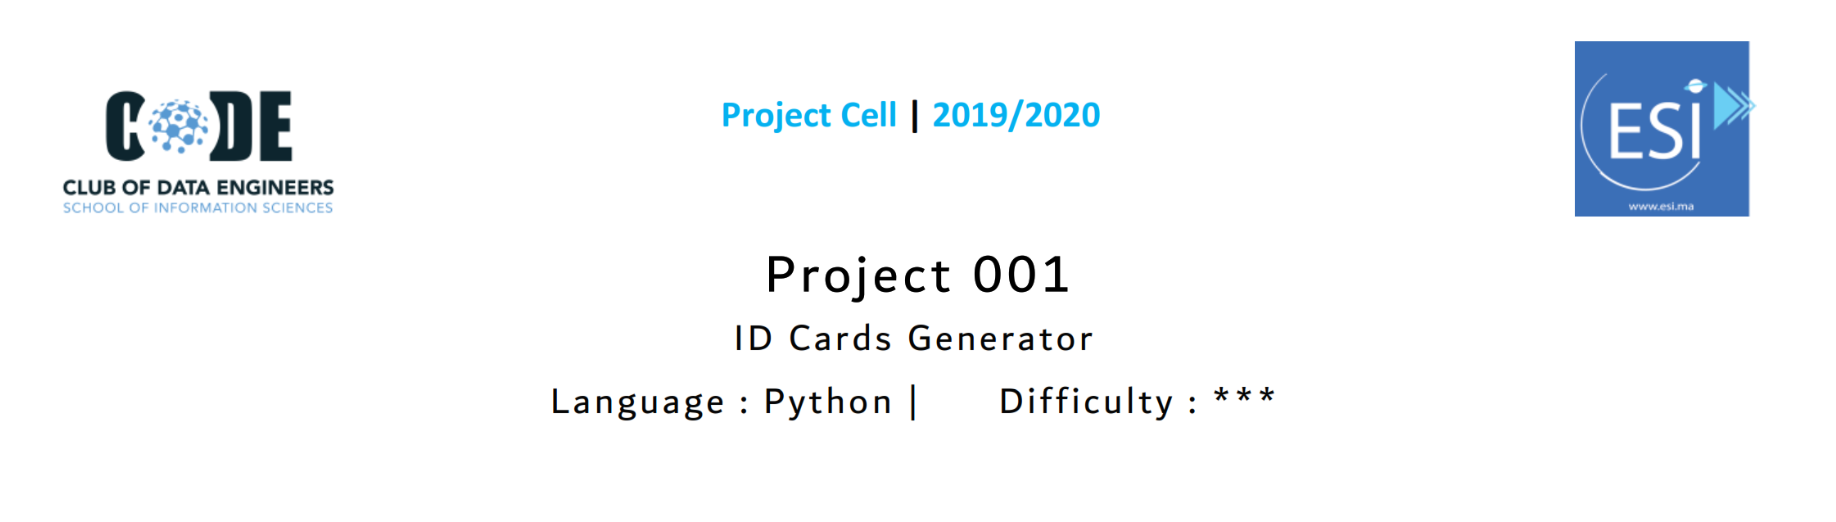 CODE
CLUB OF DATA ENGINEERS
SCHOOL OF INFORMATION SCIENCES
Project Cell | 2019/2020
ESI
www.esi.ma
Project 001
ID Cards Generator
Language : Python | Difficulty : ***